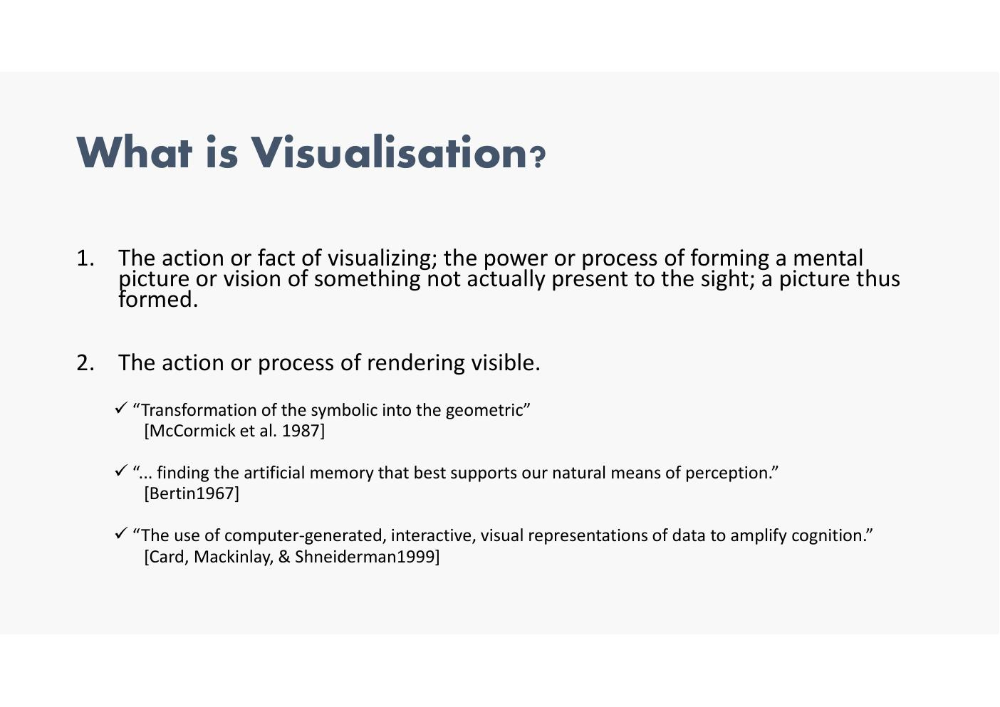 What is Visualisation?
1. The action or fact of visualizing; the power or process of forming a mental
picture or vision of something not actually present to the sight; a picture thus
formed.
2. The action or process of rendering visible.
✓ “Transformation of the symbolic into the geometric”
[McCormick et al. 1987]
✓ “... finding the artificial memory that best supports our natural means of perception.”
[Bertin1967]
✓ “The use of computer-generated, interactive, visual representations of data to amplify cognition.”
[Card, Mackinlay, & Shneiderman1999]